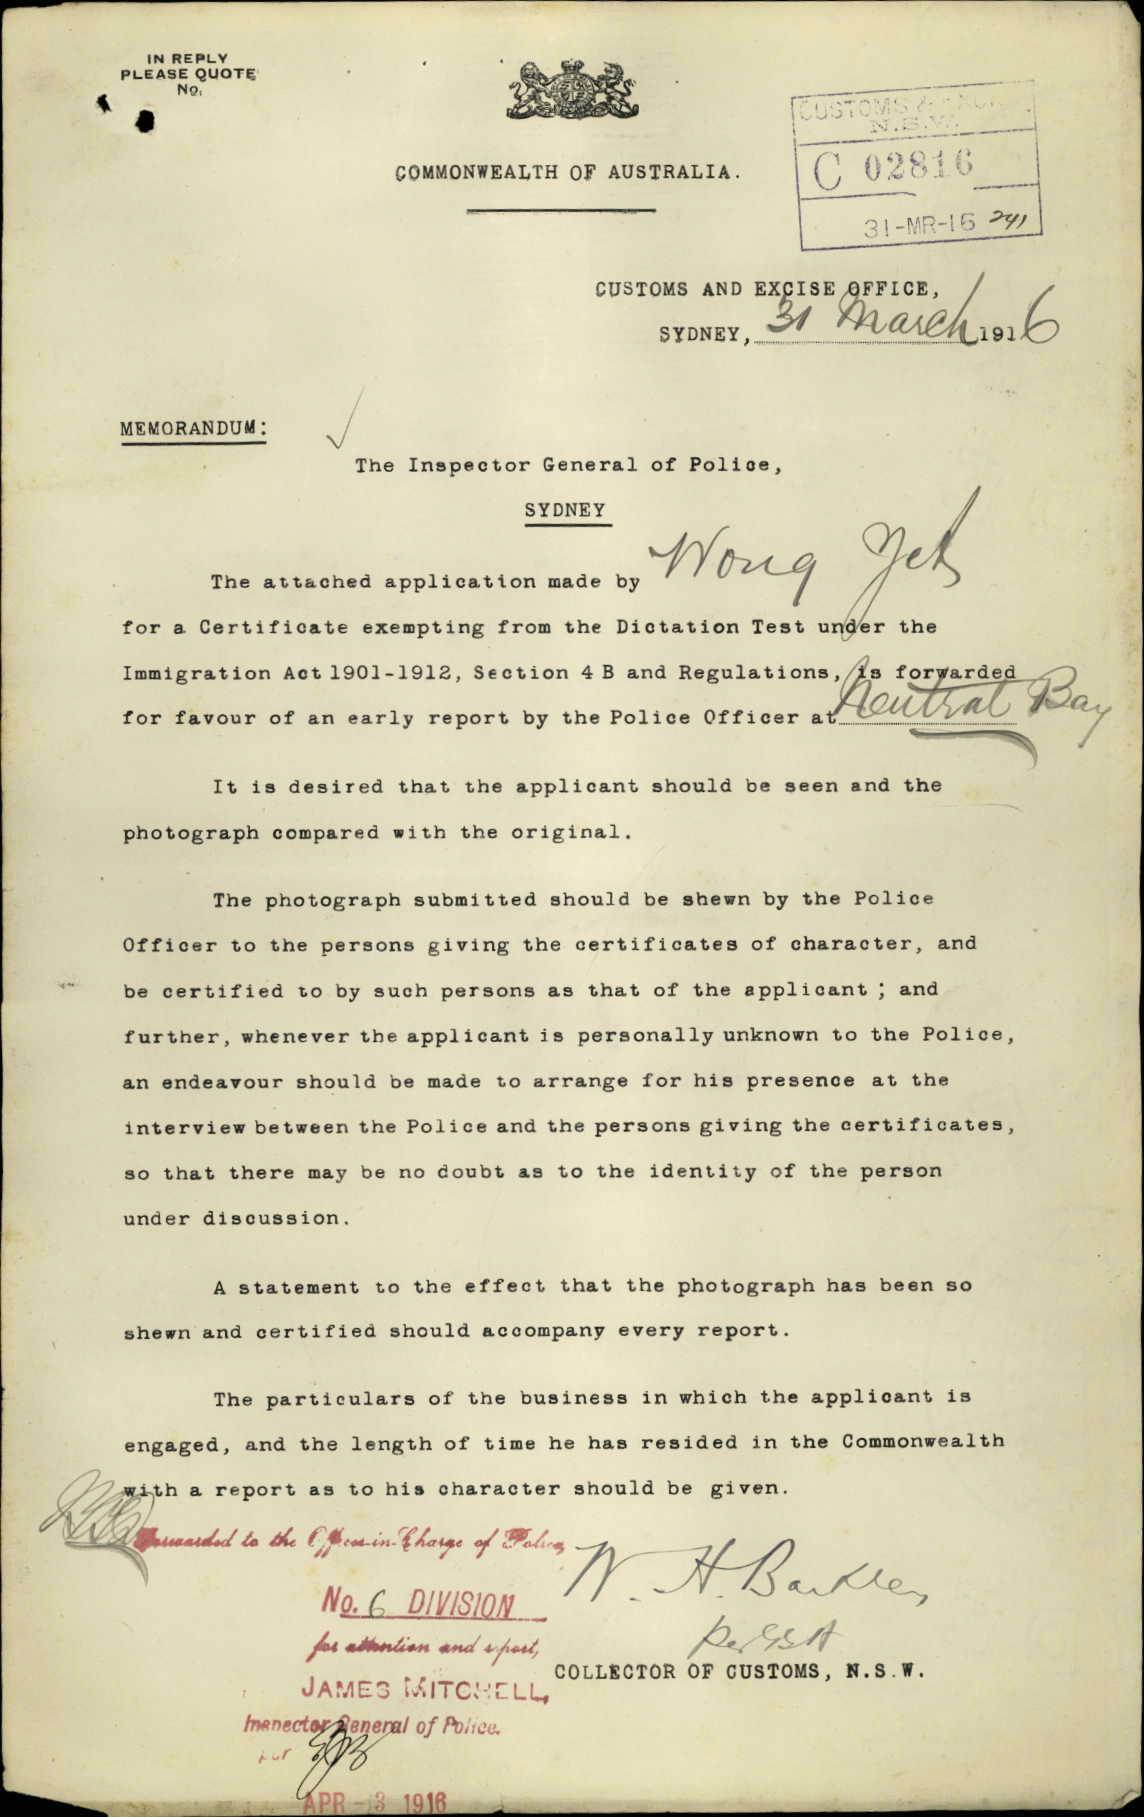 IN REPLY
PLEASE QUOTE
No.
CUSTOMS & EXCISE
N.S.W.
C 02816
31-MR-16 241
COMMONWEALTH OF AUSTRALIA.
CUSTOMS AND EXCISE OFFICE,
SYDNEY, 31 March 1916
MEMORANDUM:
The Inspector General of Police,
SYDNEY
The attached application made by Wong Yet
for a Certificate exempting from the Dictation Test under the
Immigration Act 1901-1912, Section 4 B and Regulations, is forwarded
for favour of an early report by the Police Officer at Neutral Bay
It is desired that the applicant should be seen and the
photograph compared with the original.
The photograph submitted should be shewn by the Police
Officer to the persons giving the certificates of character, and
be certified to by such persons as that of the applicant; and
further, whenever the applicant is personally unknown to the Police,
an endeavour should be made to arrange for his presence at the
interview between the Police and the persons giving the certificates,
so that there may be no doubt as to the identity of the person
under discussion.
A statement to the effect that the photograph has been so
shewn and certified should accompany every report.
The particulars of the business in which the applicant is
engaged, and the length of time he has resided in the Commonwealth
with a report as to his character should be given.
Forwarded to the Officer-in-Charge of Police,
No. 6 DIVISION
for attention and report,
JAMES MITCHELL,
Inspector General of Police.
per
APR -3 1916
W. H. Barkley
per
COLLECTOR OF CUSTOMS, N.S.W.